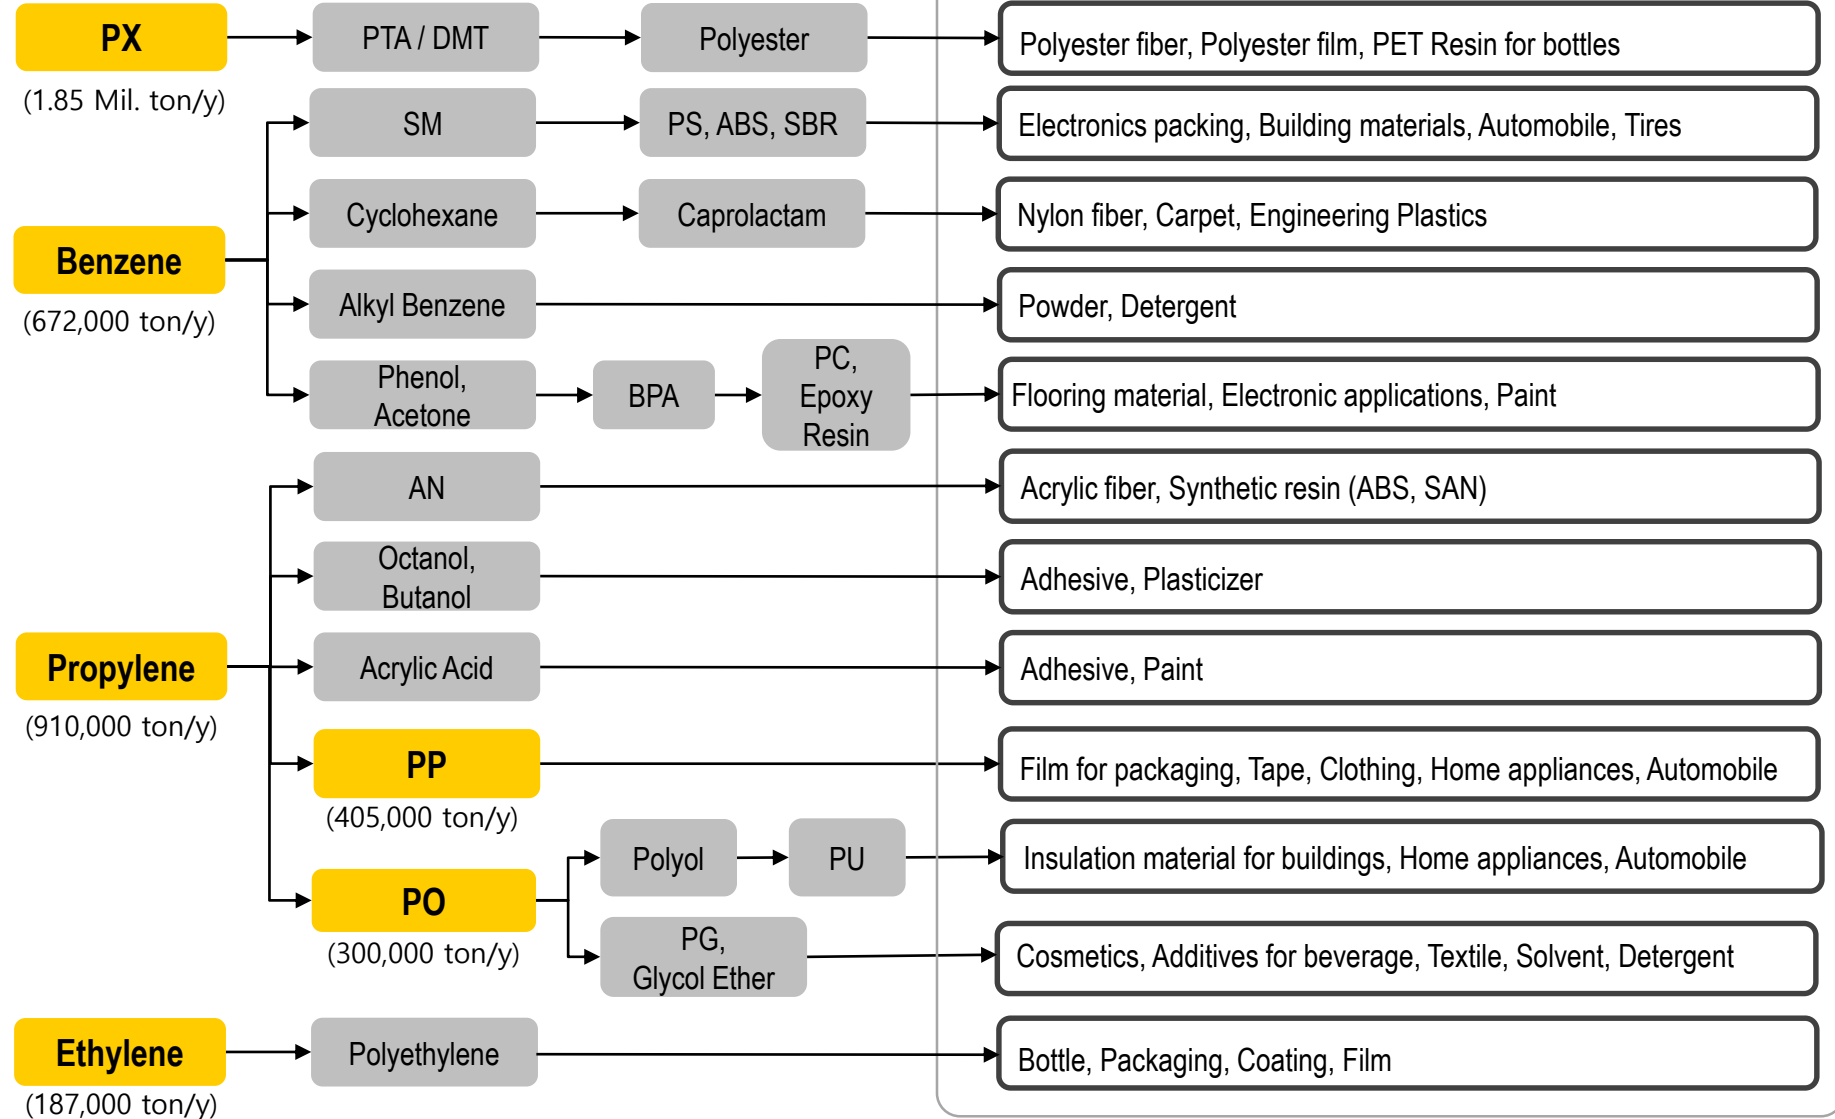 PX
(1.85 Mil. ton/y)
PTA / DMT
Polyester
Polyester fiber, Polyester film, PET Resin for bottles
SM
PS, ABS, SBR
Electronics packing, Building materials, Automobile, Tires
Benzene
(672,000 ton/y)
Cyclohexane
Caprolactam
Nylon fiber, Carpet, Engineering Plastics
Alkyl Benzene
Powder, Detergent
Phenol,
Acetone
BPA
PC,
Epoxy
Resin
Flooring material, Electronic applications, Paint
Propylene
(910,000 ton/y)
AN
Acrylic fiber, Synthetic resin (ABS, SAN)
Octanol,
Butanol
Adhesive, Plasticizer
Acrylic Acid
Adhesive, Paint
PP
(405,000 ton/y)
Film for packaging, Tape, Clothing, Home appliances, Automobile
PO
(300,000 ton/y)
Polyol
PU
Insulation material for buildings, Home appliances, Automobile
PG,
Glycol Ether
Cosmetics, Additives for beverage, Textile, Solvent, Detergent
Ethylene
(187,000 ton/y)
Polyethylene
Bottle, Packaging, Coating, Film